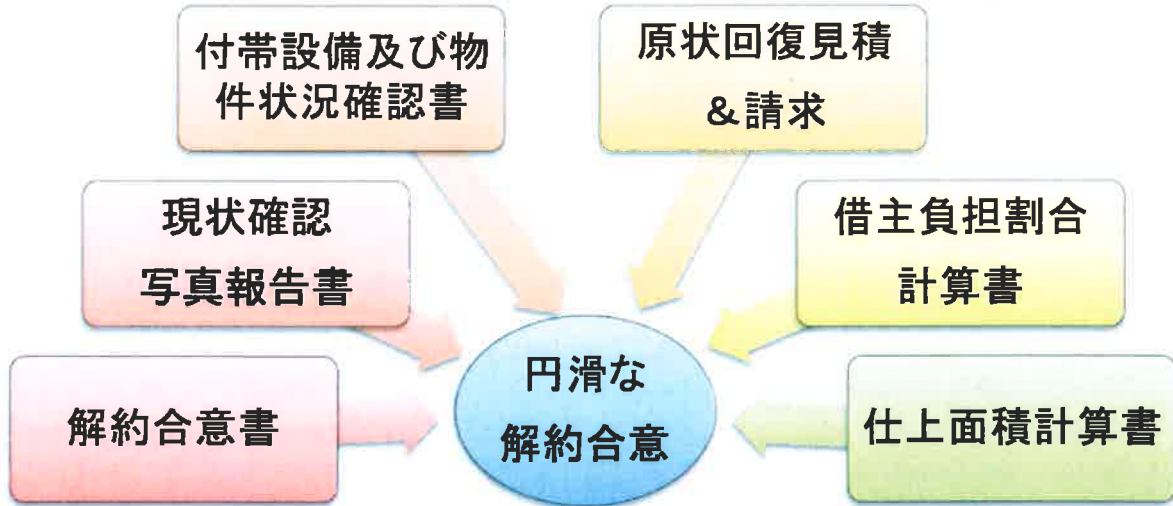 付帯設備及び物
件状況確認書
原状回復見積
＆請求
現状確認
写真報告書
借主負担割合
計算書
解約合意書
円滑な
解約合意
仕上面積計算書